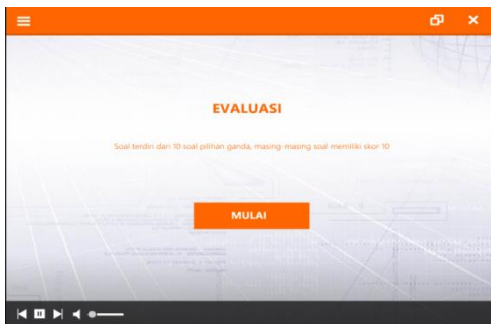 EVALUASI
Soal terdiri dari 10 soal pilihan ganda, masing-masing soal memiliki skor 10
MULAI